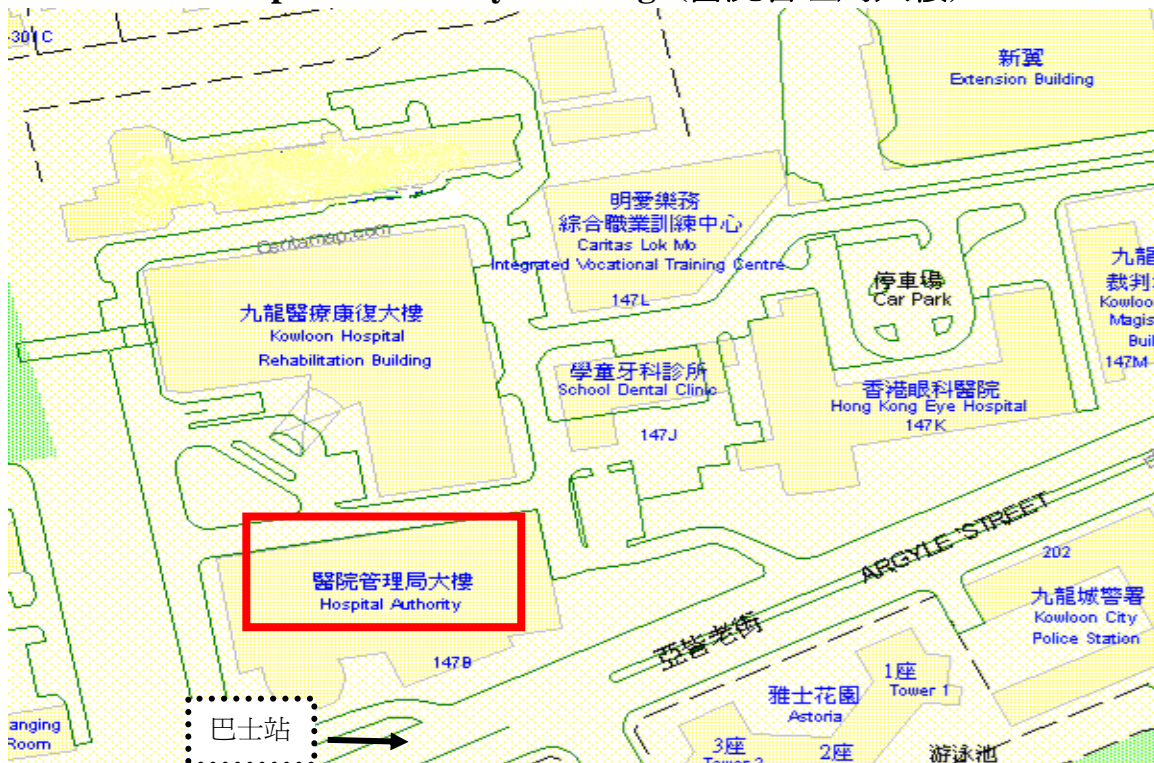 301C
新翼
Extension Building
明愛樂務
綜合職業訓練中心
Caritas Lok Mo
Integrated Vocational Training Centre
147L
Centamap.com
停車場
Car Park
九龍
裁判
Kowloon
Magis
Buil
147M
九龍醫療康復大樓
Kowloon Hospital
Rehabilitation Building
學童牙科診所
School Dental Clinic
147J
香港眼科醫院
Hong Kong Eye Hospital
147K
ARGYLE STREET
亞皆老街
202
九龍城警署
Kowloon City
Police Station
醫院管理局大樓
Hospital Authority
147B
巴士站
雅士花園
Astoria
1座
Tower 1
2座
3座
游泳池
anging
Room